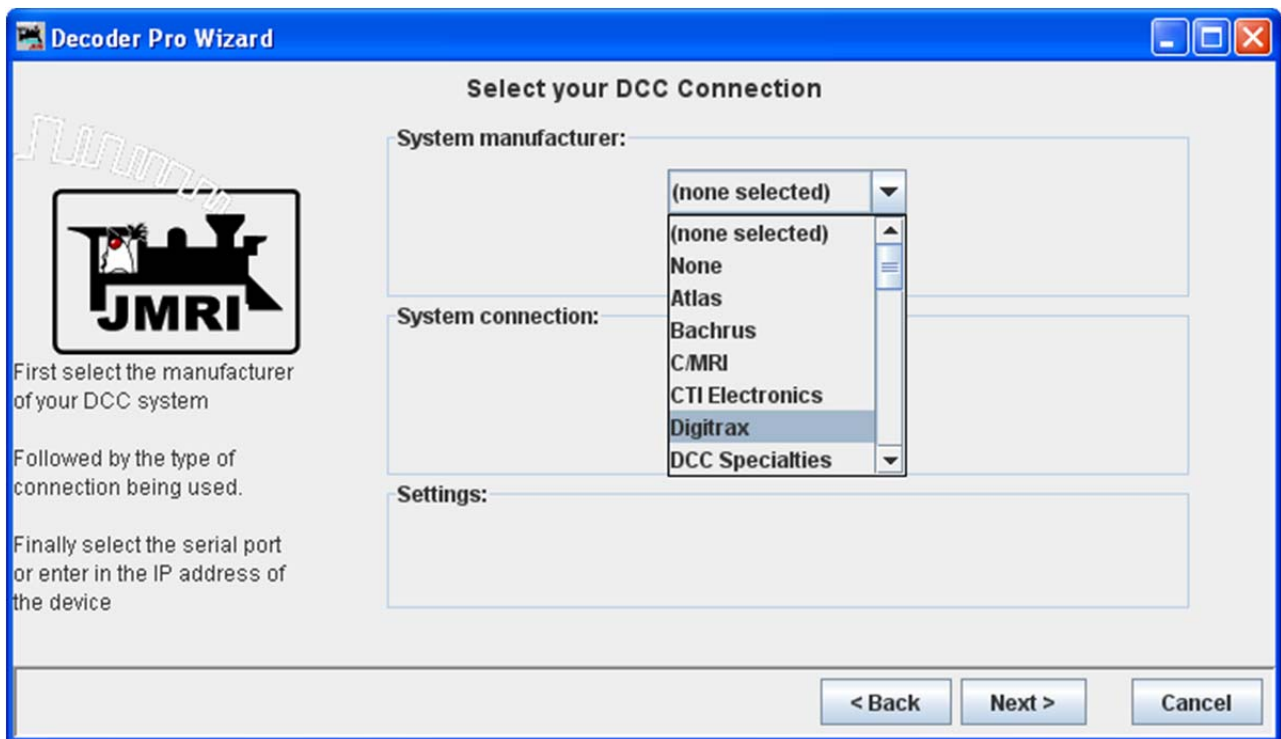 Decoder Pro Wizard
Select your DCC Connection
JMRI
First select the manufacturer
of your DCC system
Followed by the type of
connection being used.
Finally select the serial port
or enter in the IP address of
the device
System manufacturer:
(none selected)
(none selected)
None
Atlas
Bachrus
C/MRI
CTI Electronics
Digitrax
DCC Specialties
System connection:
Settings:
< Back
Next >
Cancel